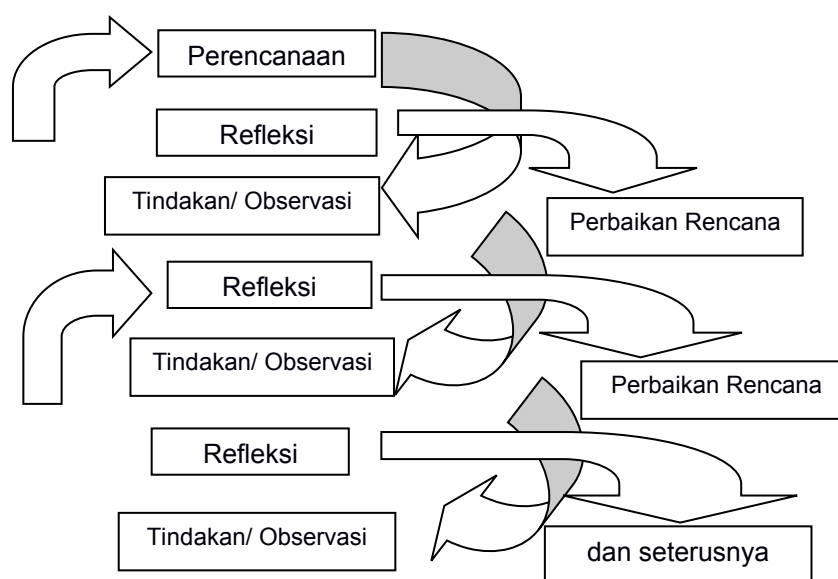 Perencanaan
Refleksi
Tindakan/ Observasi
Perbaikan Rencana
Refleksi
Tindakan/ Observasi
Perbaikan Rencana
Refleksi
Tindakan/ Observasi
dan seterusnya